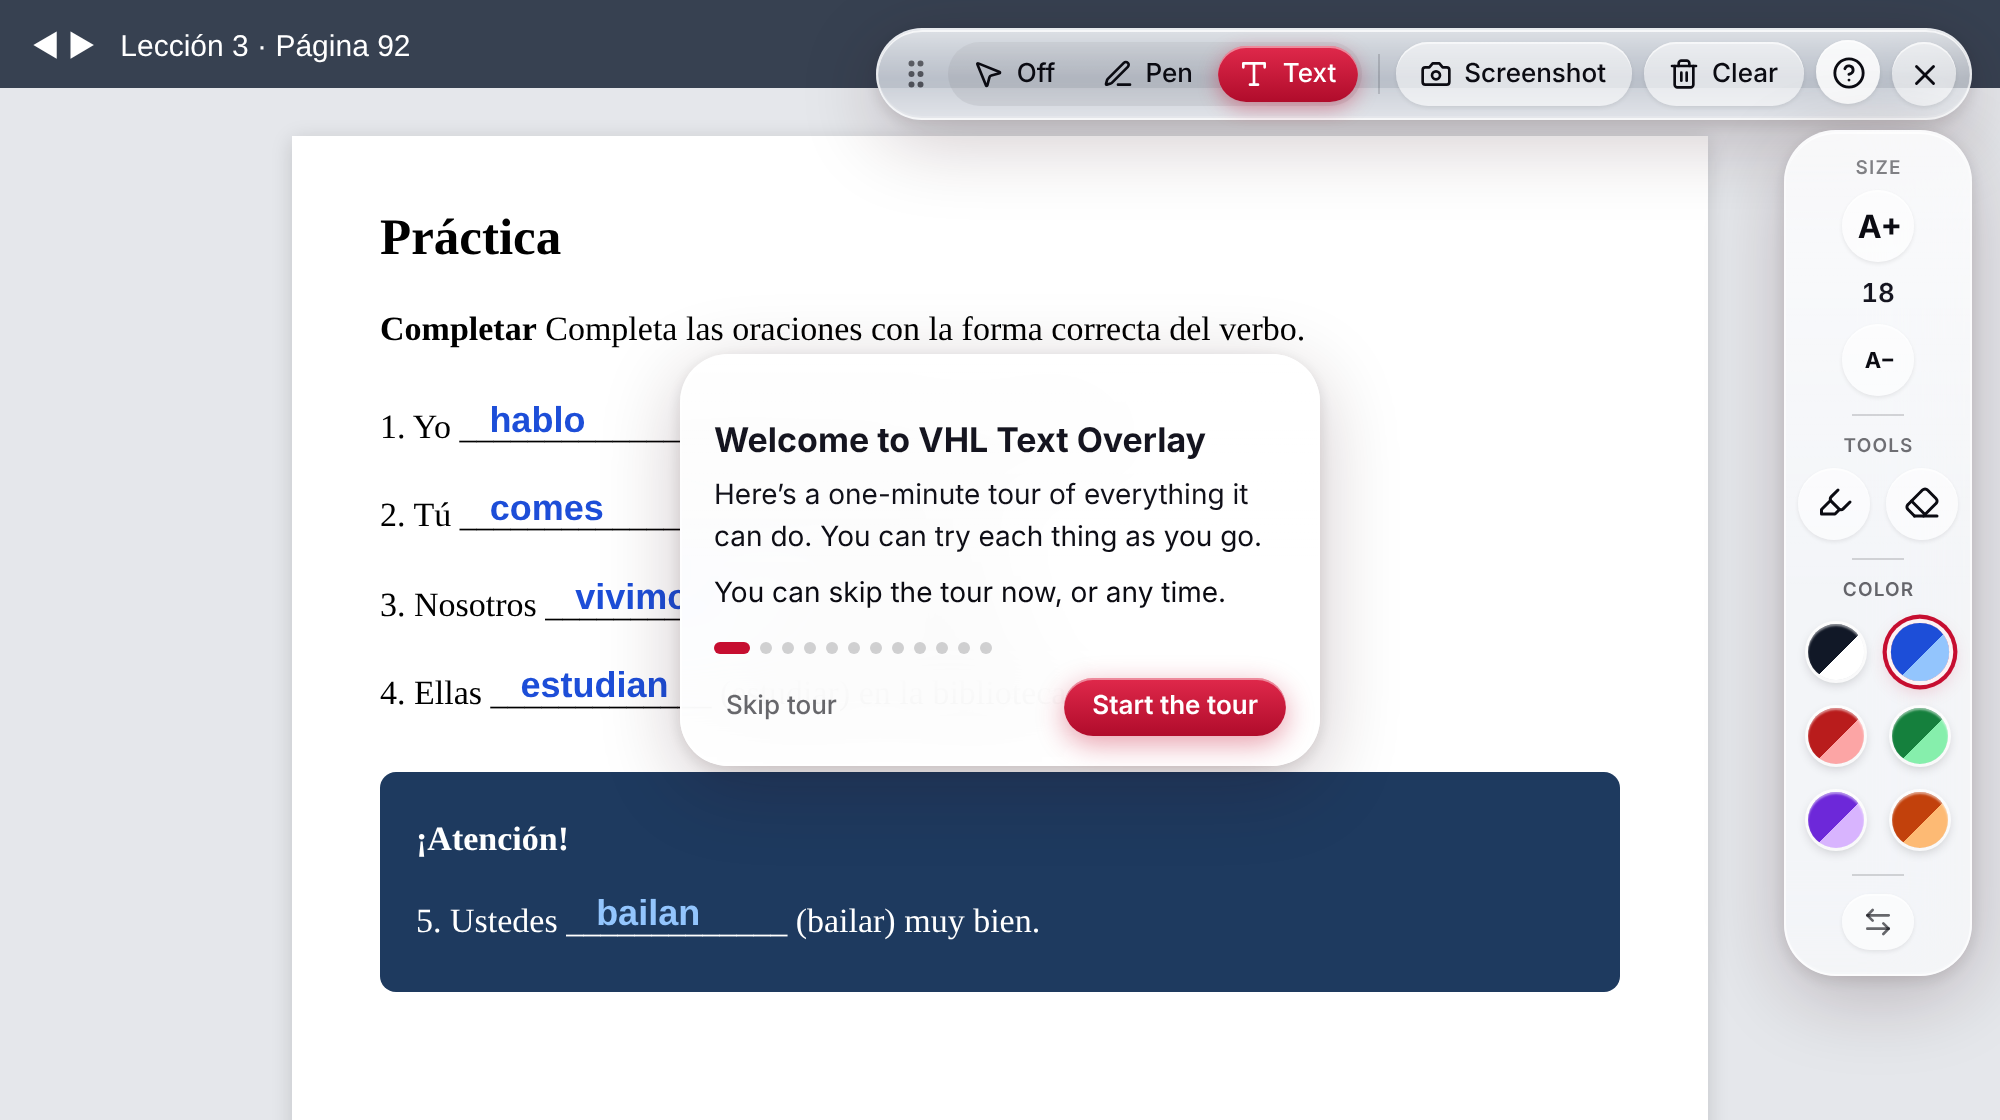 Lección 3 · Página 92
Off
Pen
Text
Screenshot
Clear
SIZE
A+
18
A−
TOOLS
COLOR
Práctica
Completar Completa las oraciones con la forma correcta del verbo.
1. Yo hablo
2. Tú comes
3. Nosotros
4. Ellas estudian en la biblioteca
Welcome to VHL Text Overlay
Here’s a one-minute tour of everything it
can do. You can try each thing as you go.
You can skip the tour now, or any time.
Skip tour
Start the tour
¡Atención!
5. Ustedes bailan (bailar) muy bien.